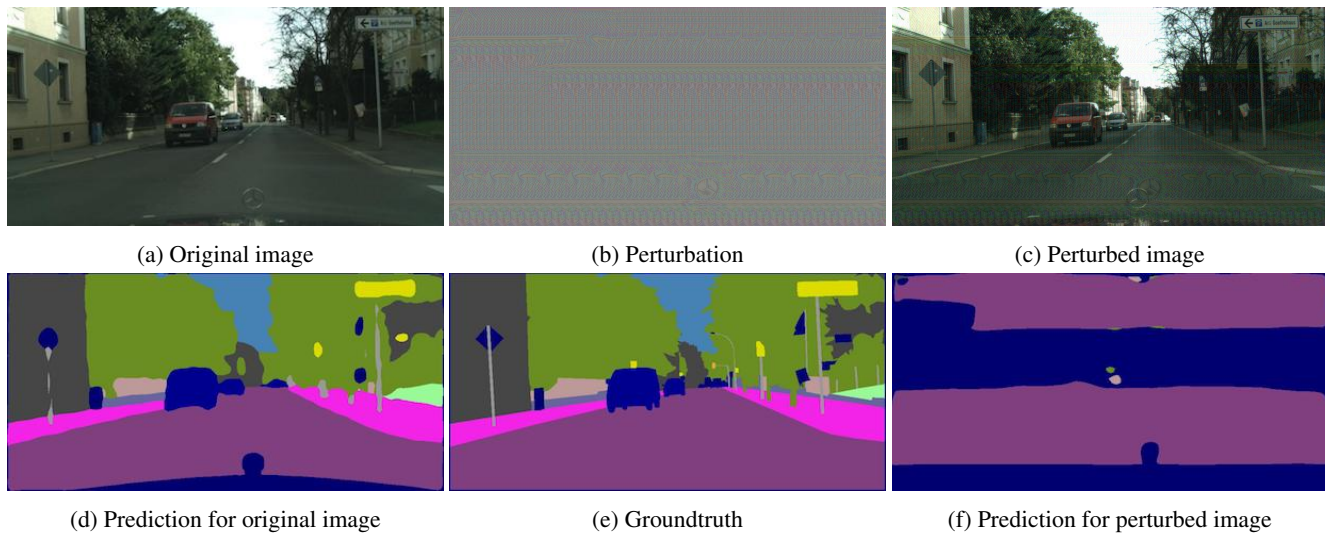 (a) Original image
(b) Perturbation
(c) Perturbed image
(d) Prediction for original image
(e) Groundtruth
(f) Prediction for perturbed image